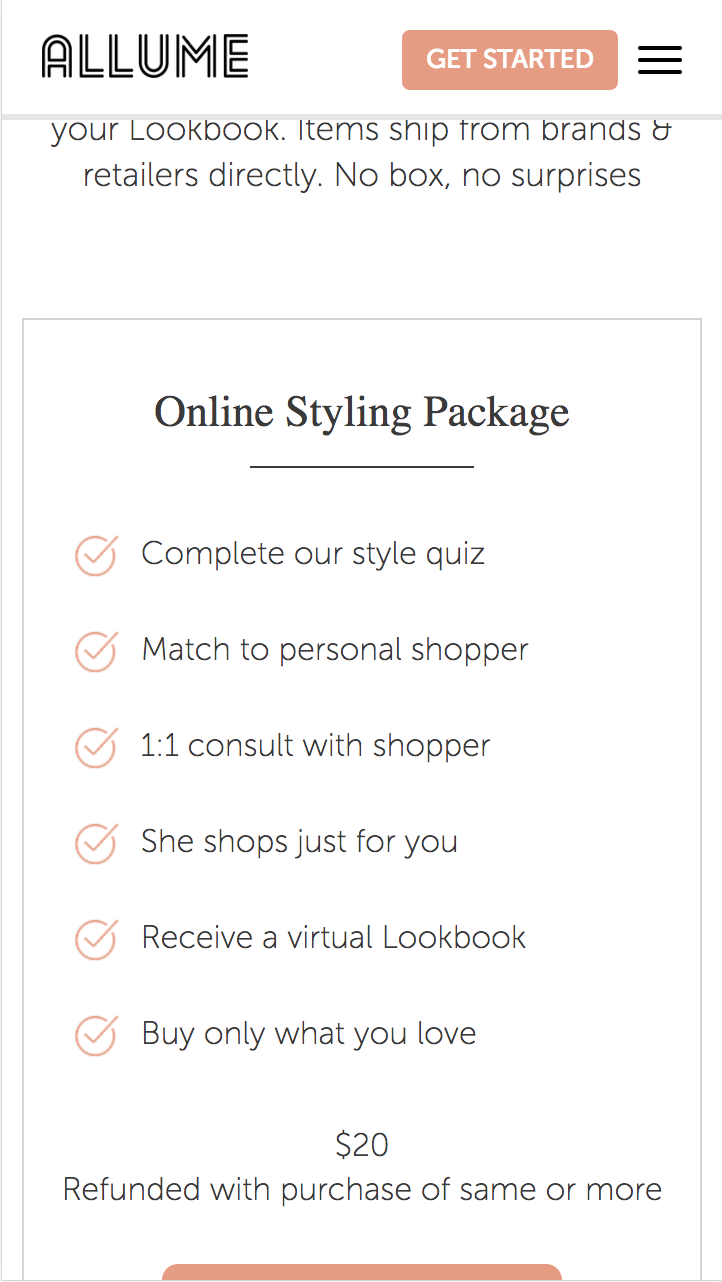 ALLUME
GET STARTED
your Lookbook. Items ship from brands &
retailers directly. No box, no surprises
Online Styling Package
Complete our style quiz
Match to personal shopper
1:1 consult with shopper
She shops just for you
Receive a virtual Lookbook
Buy only what you love
$20
Refunded with purchase of same or more